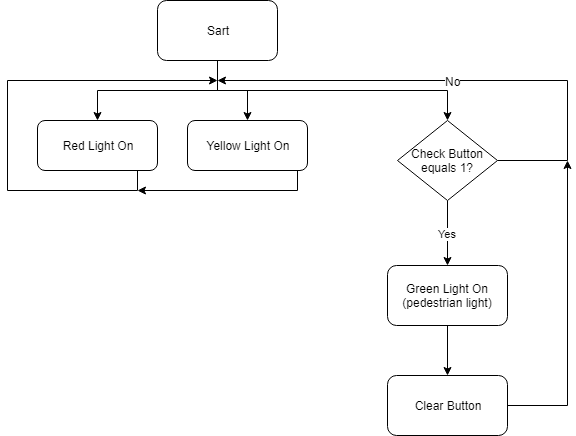 Sart
No
Red Light On
Yellow Light On
Check Button
equals 1?
Yes
Green Light On
(pedestrian light)
Clear Button